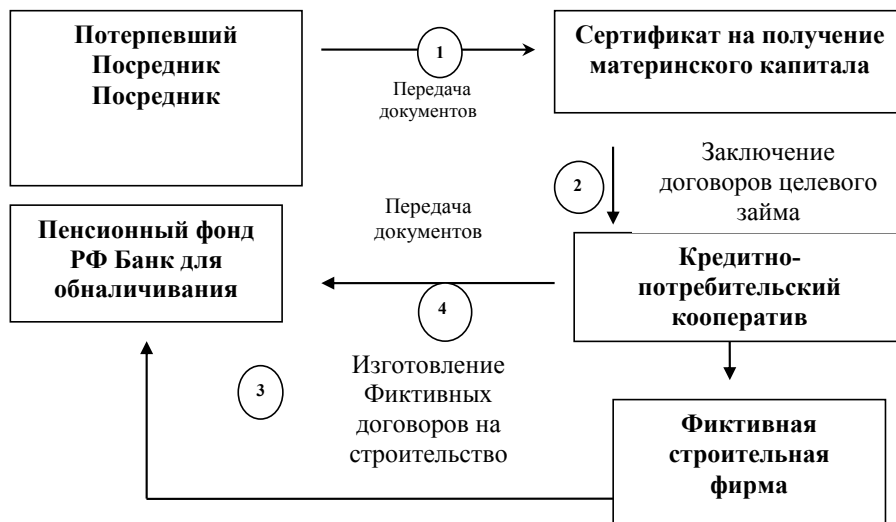 Потерпевший
Посредник
Посредник
1
Передача
документов
Сертификат на получение
материнского капитала
2
Заключение
договоров целевого
займа
Пенсионный фонд
РФ Банк для
обналичивания
Передача
документов
4
Кредитно-
потребительский
кооператив
3
Изготовление
Фиктивных
договоров на
строительство
Фиктивная
строительная
фирма